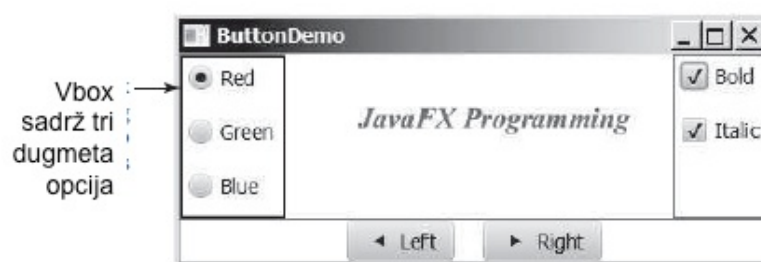 ButtonDemo
Vbox
sadrž tri
dugmeta
opcija
Red
Green
Blue
JavaFX Programming
Bold
Italic
Left
Right